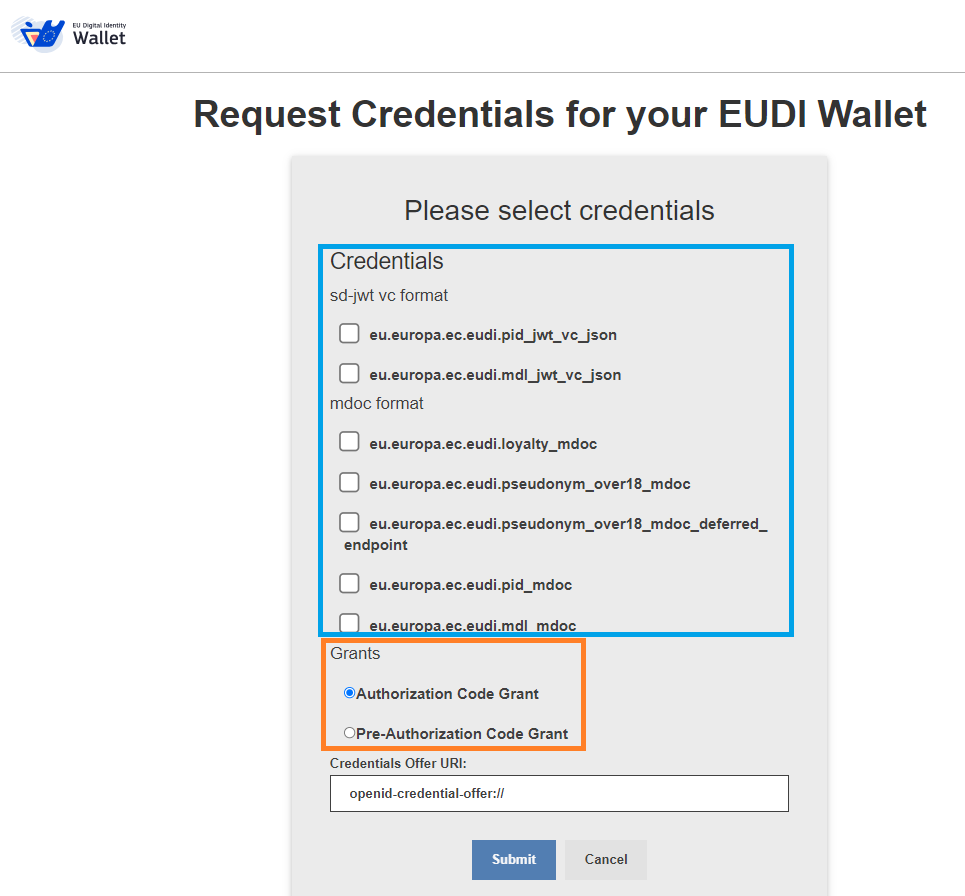 EU Digital Identity
Wallet
Request Credentials for your EUDI Wallet
Please select credentials
Credentials
sd-jwt vc format
eu.europa.ec.eudi.pid_jwt_vc_json
eu.europa.ec.eudi.mdl_jwt_vc_json
mdoc format
eu.europa.ec.eudi.loyalty_mdoc
eu.europa.ec.eudi.pseudonym_over18_mdoc
eu.europa.ec.eudi.pseudonym_over18_mdoc_deferred_
endpoint
eu.europa.ec.eudi.pid_mdoc
eu.europa.ec.eudi.mdl_mdoc
Grants
Authorization Code Grant
Pre-Authorization Code Grant
Credentials Offer URI:
openid-credential-offer://
Submit
Cancel